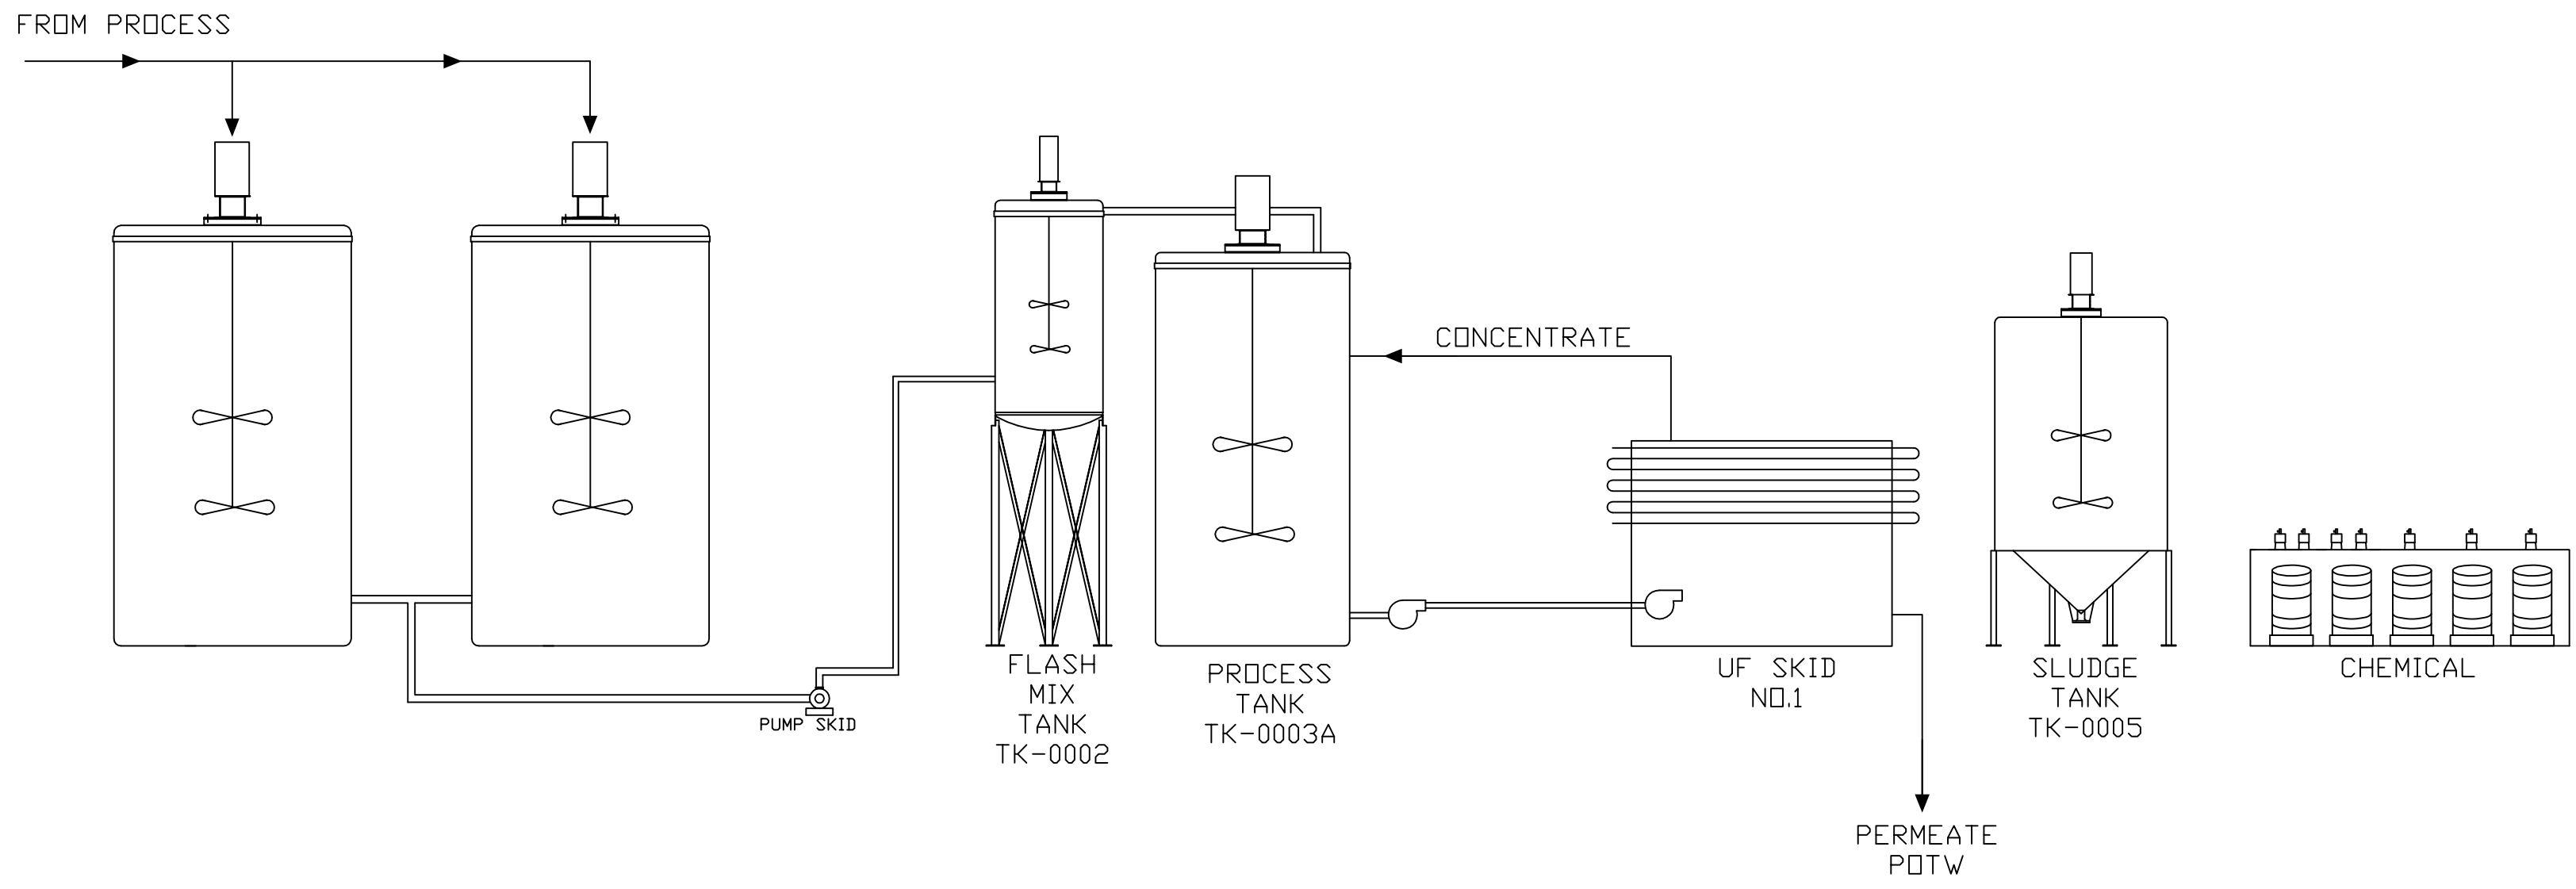 FROM PROCESS
CONCENTRATE
PUMP SKID
FLASH
MIX
TANK
TK-0002
PROCESS
TANK
TK-0003A
UF SKID
NO.1
SLUDGE
TANK
TK-0005
CHEMICAL
PERMEATE
POTW